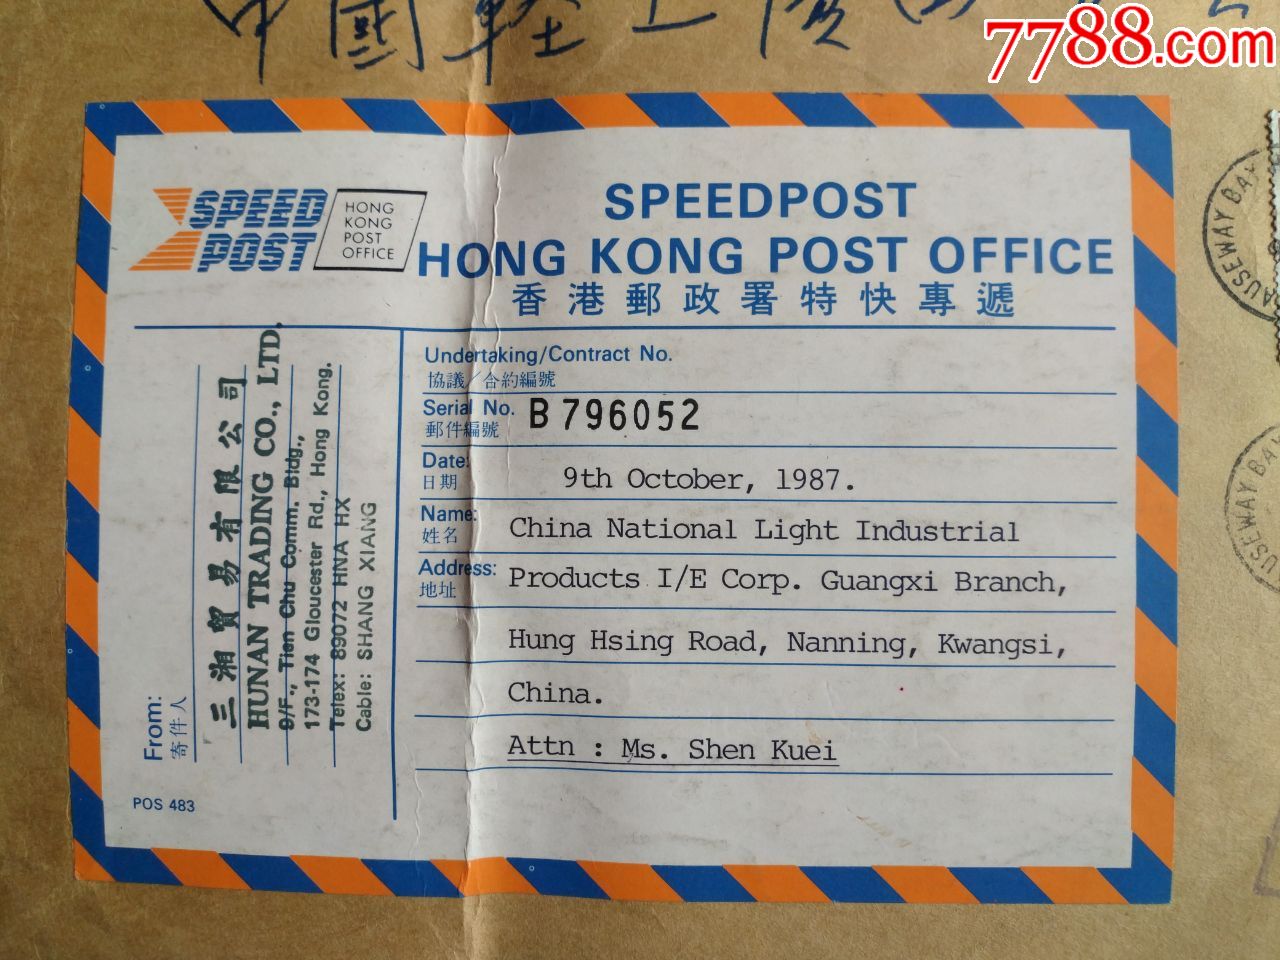 中國輕工廣西
7788.com
SPEED
POST
HONG
KONG
POST
OFFICE
SPEEDPOST
HONG KONG POST OFFICE
香港郵政署特快專遞
Undertaking/Contract No.
協議／合約編號
Serial No. B 796052
郵件編號
Date: 9th October, 1987.
日期
Name: China National Light Industrial
姓名
Address: Products I/E Corp. Guangxi Branch,
地址
Hung Hsing Road, Nanning, Kwangsi,
China.
Attn : Ms. Shen Kuei
From:
寄件人
三湘貿易有限公司
HUNAN TRADING CO., LTD.
9/F., Tien Chu Comm. Bldg.,
173-174 Gloucester Rd., Hong Kong.
Telex: 89072 HNA HX
Cable: SHANG XIANG
POS 483